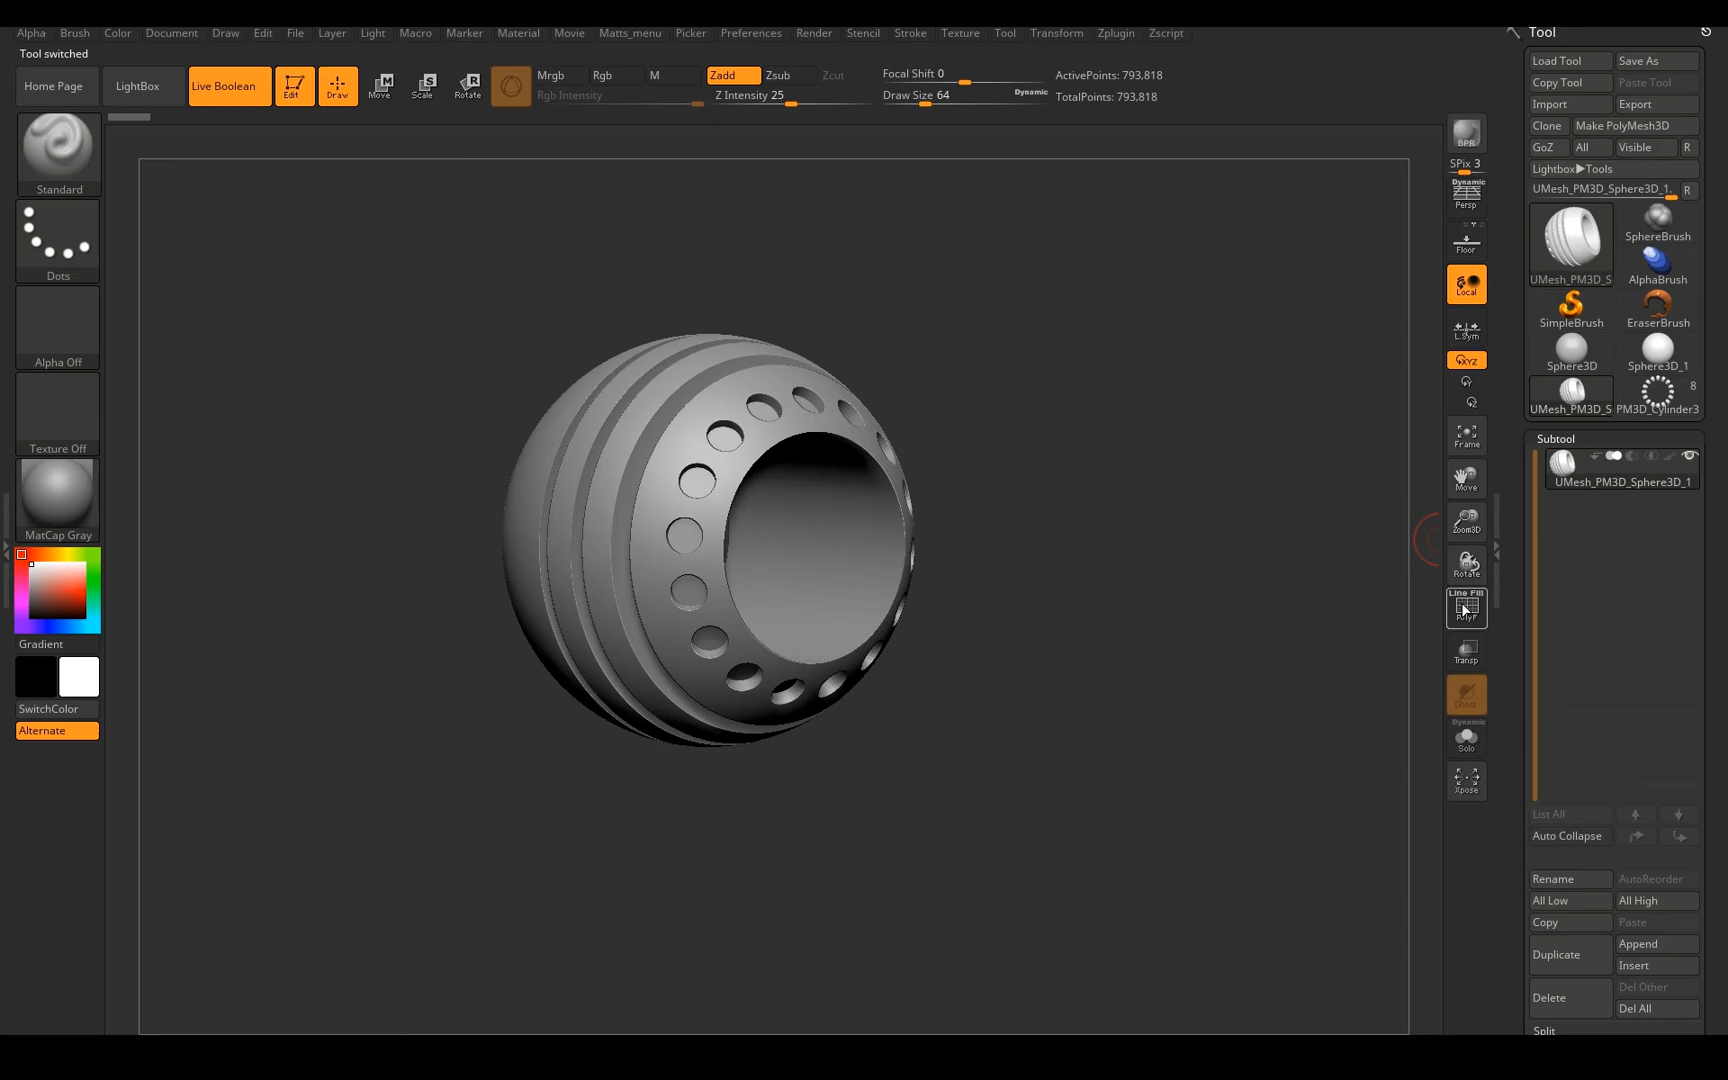 Alpha Brush Color Document Draw Edit File Layer Light Macro Marker Material Movie Matts_menu Picker Preferences Render Stencil Stroke Texture Tool Transform Zplugin Zscript
Tool switched
Home Page
LightBox
Live Boolean
Edit
Draw
Move
Scale
Rotate
Mrgb
Rgb
M
Rgb Intensity
Zadd
Zsub
Zcut
Z Intensity 25
Focal Shift 0
Draw Size 64
Dynamic
ActivePoints: 793,818
TotalPoints: 793,818
Standard
Dots
Alpha Off
Texture Off
MatCap Gray
Gradient
SwitchColor
Alternate
BPR
SPix 3
Dynamic
Persp
Floor
Local
L.Sym
XYZ
Frame
Move
Zoom3D
Rotate
Line Fill
PolyF
Transp
Ghost
Dynamic
Solo
Xpose
Tool
Load Tool
Save As
Copy Tool
Paste Tool
Import
Export
Clone
Make PolyMesh3D
GoZ
All
Visible
R
Lightbox▶Tools
UMesh_PM3D_Sphere3D_1.
R
UMesh_PM3D_S
SphereBrush
AlphaBrush
SimpleBrush
EraserBrush
Sphere3D
Sphere3D_1
8
UMesh_PM3D_S
PM3D_Cylinder3
Subtool
UMesh_PM3D_Sphere3D_1
List All
Auto Collapse
Rename
AutoReorder
All Low
All High
Copy
Paste
Duplicate
Append
Insert
Delete
Del Other
Del All
Split